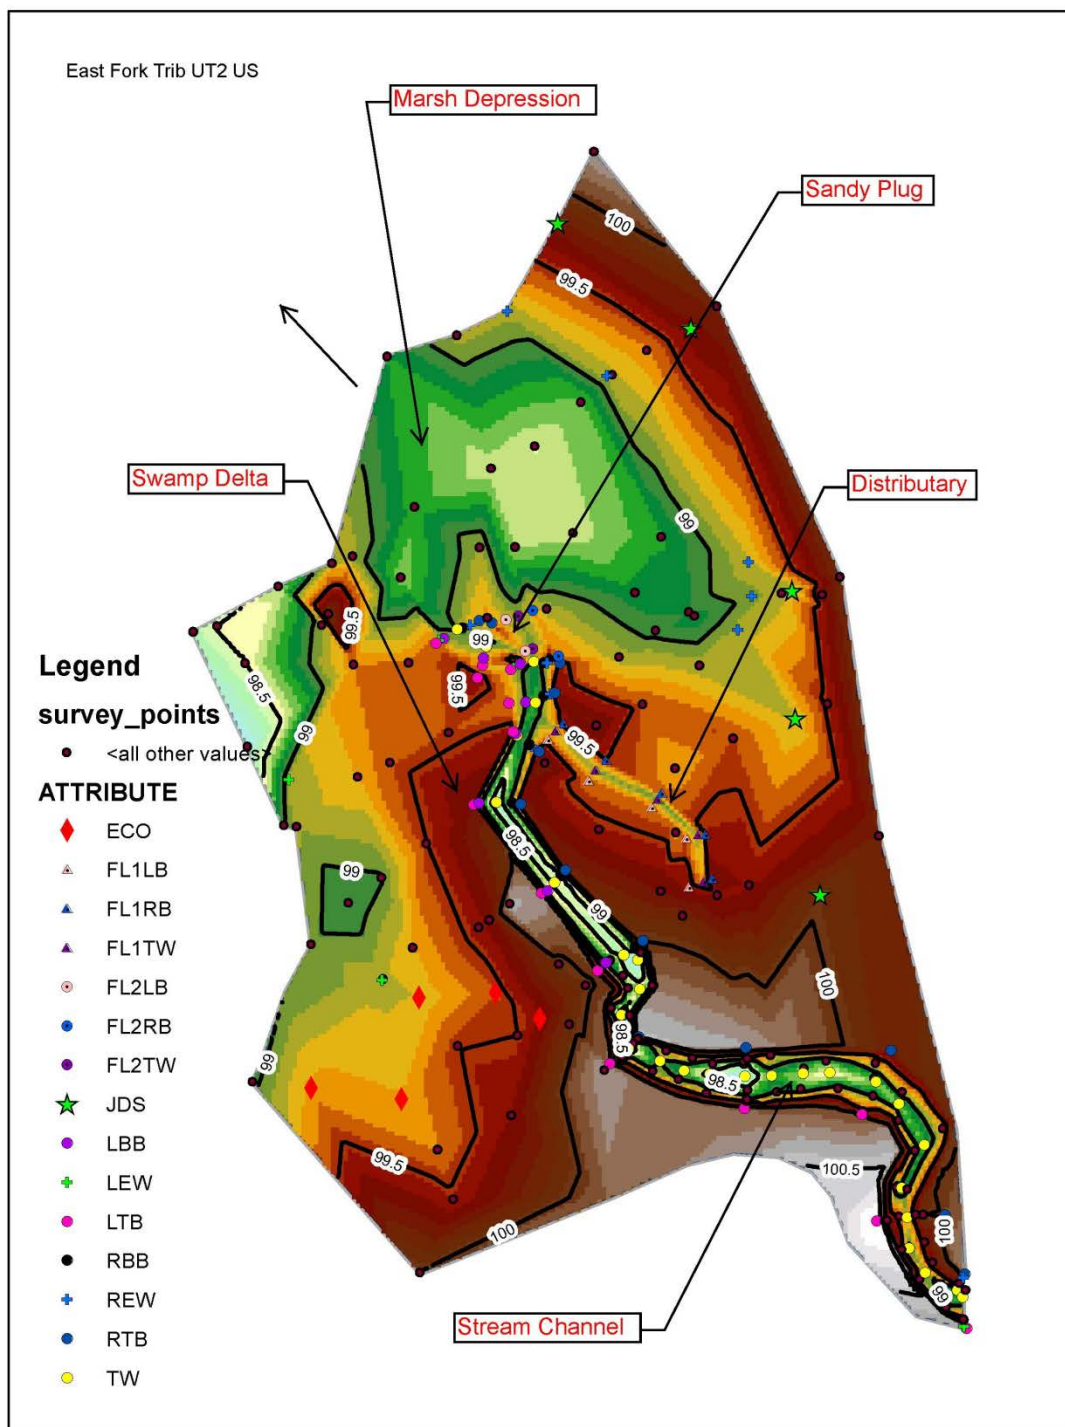 East Fork Trib UT2 US
Marsh Depression
Sandy Plug
100
99.5
Swamp Delta
Distributary
99
99.5
99
99.5
98.5
99
99.5
Legend
survey_points
<all other values>
ATTRIBUTE
ECO
FL1LB
FL1RB
FL1TW
FL2LB
FL2RB
FL2TW
JDS
LBB
LEW
LTB
RBB
REW
RTB
TW
98.5
99
99
100
98.5
99
98.5
99.5
100.5
100
100
99
Stream Channel